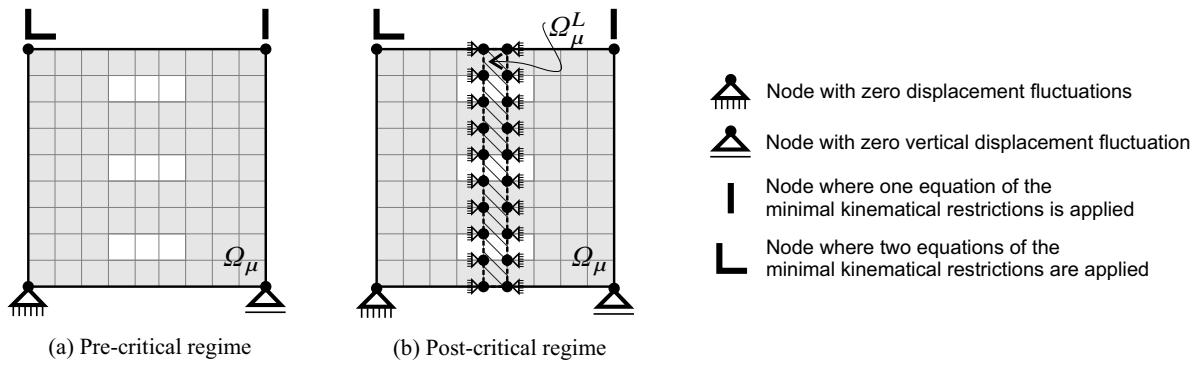 Ω_μ^L
Ω_μ
Ω_μ
(a) Pre-critical regime
(b) Post-critical regime
Node with zero displacement fluctuations
Node with zero vertical displacement fluctuation
Node where one equation of the
minimal kinematical restrictions is applied
Node where two equations of the
minimal kinematical restrictions are applied